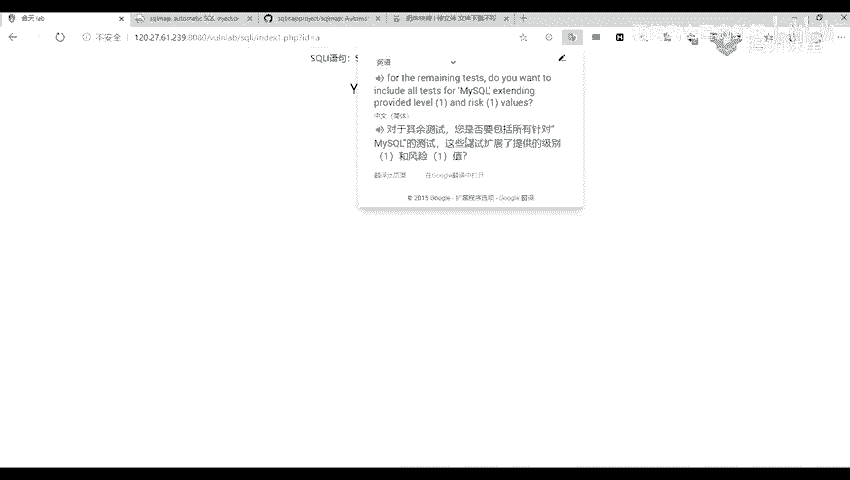 sqlmap: automatic SQL injection
sqlmapproject/sqlmap: Automa
不安全 120.27.61.239:8080/vulnlab/sqli/index1.php?id=a
SQLI语句：S
Y
英语
for the remaining tests, do you want to
include all tests for 'MySQL' extending
provided level (1) and risk (1) values?
中文（简体）
对于其余测试，您是否要包括所有针对“
MySQL”的测试，这些测试扩展了提供的级别
（1）和风险（1）值？
翻译此页面 在Google翻译中打开
© 2015 Google - 扩展程序选项 - Google 翻译